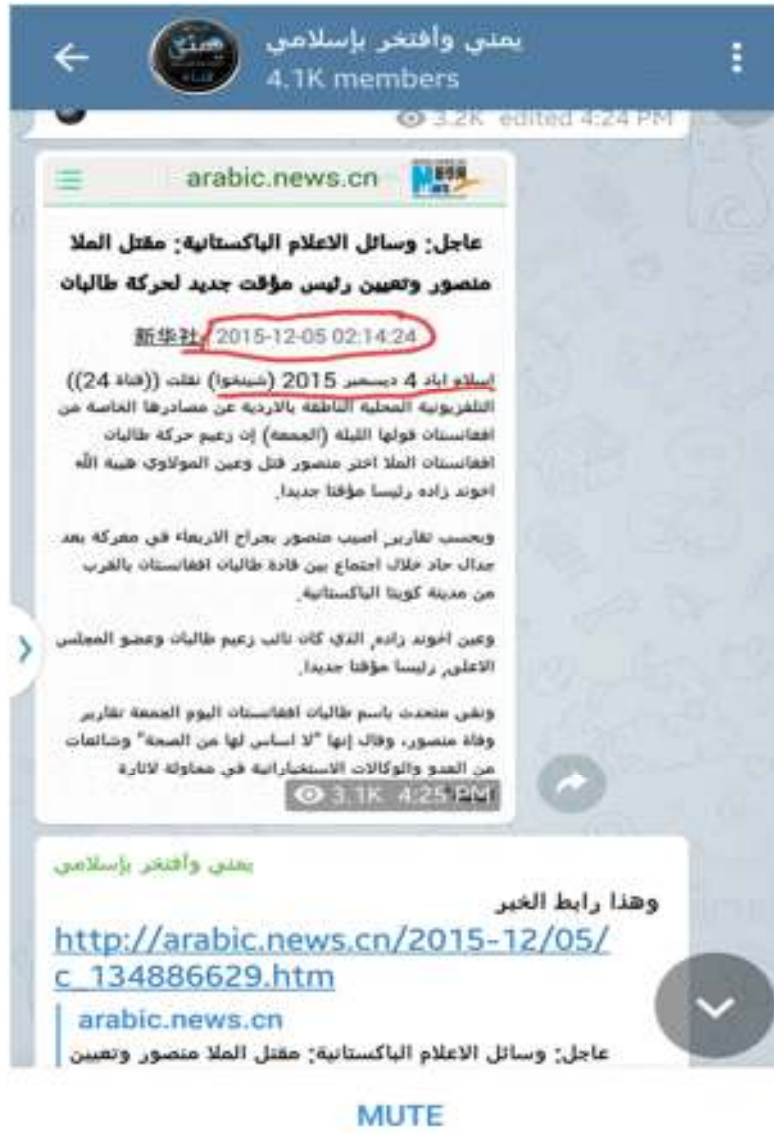 يمني وأفتخر بإسلامي
4.1K members
3.2K edited 4:24 PM
arabic.news.cn
عاجل: وسائل الاعلام الباكستانية: مقتل الملا
منصور وتعيين رئيس مؤقت جديد لحركة طالبان
新华社 2015-12-05 02:14:24
إسلام اباد 4 ديسمبر 2015 (شينخوا) نقلت ((قناة 24))
التلفزيونية المحلية الناطقة بالاردية عن مصادرها الخاصة من
افغانستان قولها الليلة (الجمعة) إن زعيم حركة طالبان
افغانستان الملا اختر منصور قتل وعين المولاوي هيبة الله
اخوند زاده رئيسا مؤقتا جديدا.
وبحسب تقارير، اصيب منصور بجراح الاربعاء في معركة بعد
جدال حاد خلال اجتماع بين قادة طالبان افغانستان بالقرب
من مدينة كويتا الباكستانية.
وعين اخوند زاده، الذي كان نائب زعيم طالبان وعضو المجلس
الاعلى، رئيسا مؤقتا جديدا.
ونفى متحدث باسم طالبان افغانستان اليوم الجمعة تقارير
وفاة منصور، وقال إنها "لا اساس لها من الصحة" وشائعات
من العدو والوكالات الاستخباراتية في محاولة لاثارة
3.1K 4:25 PM
يمني وأفتخر بإسلامي
وهذا رابط الخبر
http://arabic.news.cn/2015-12/05/
c_134886629.htm
arabic.news.cn
عاجل: وسائل الاعلام الباكستانية: مقتل الملا منصور وتعيين
MUTE